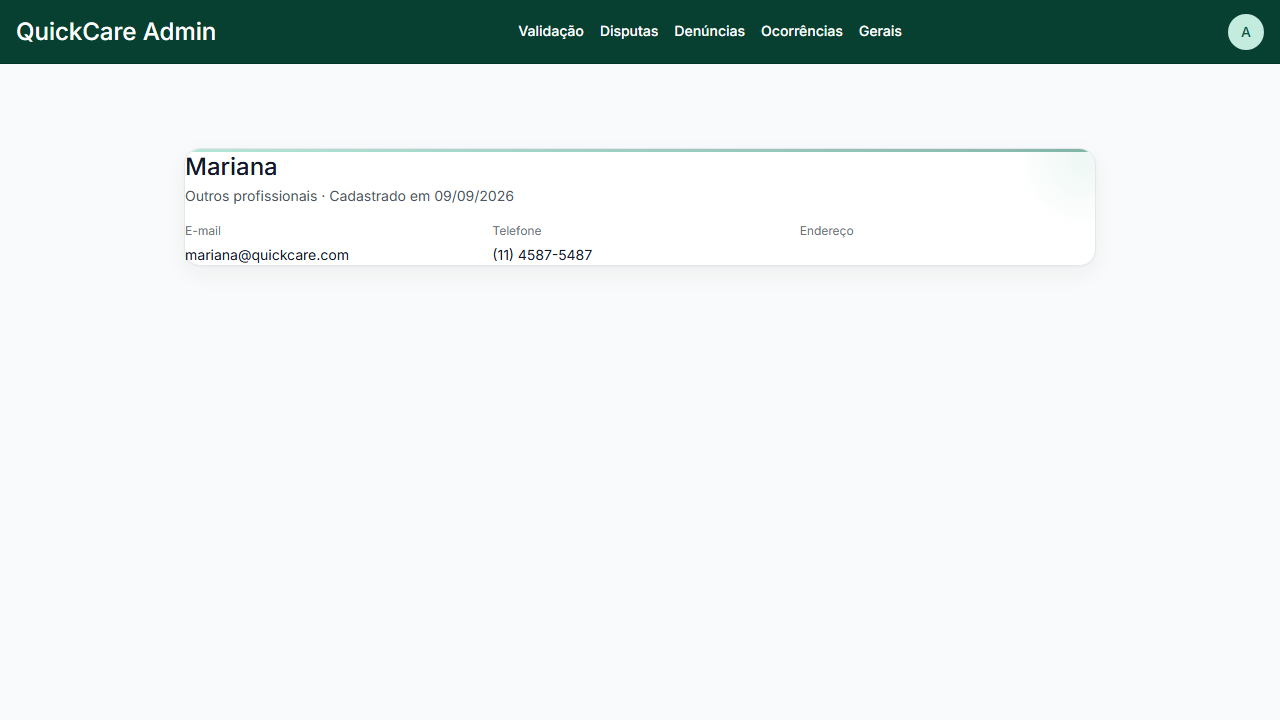 QuickCare Admin
Validação Disputas Denúncias Ocorrências Gerais
A
Mariana
Outros profissionais · Cadastrado em 09/09/2026
E-mail Telefone Endereço
mariana@quickcare.com (11) 4587-5487